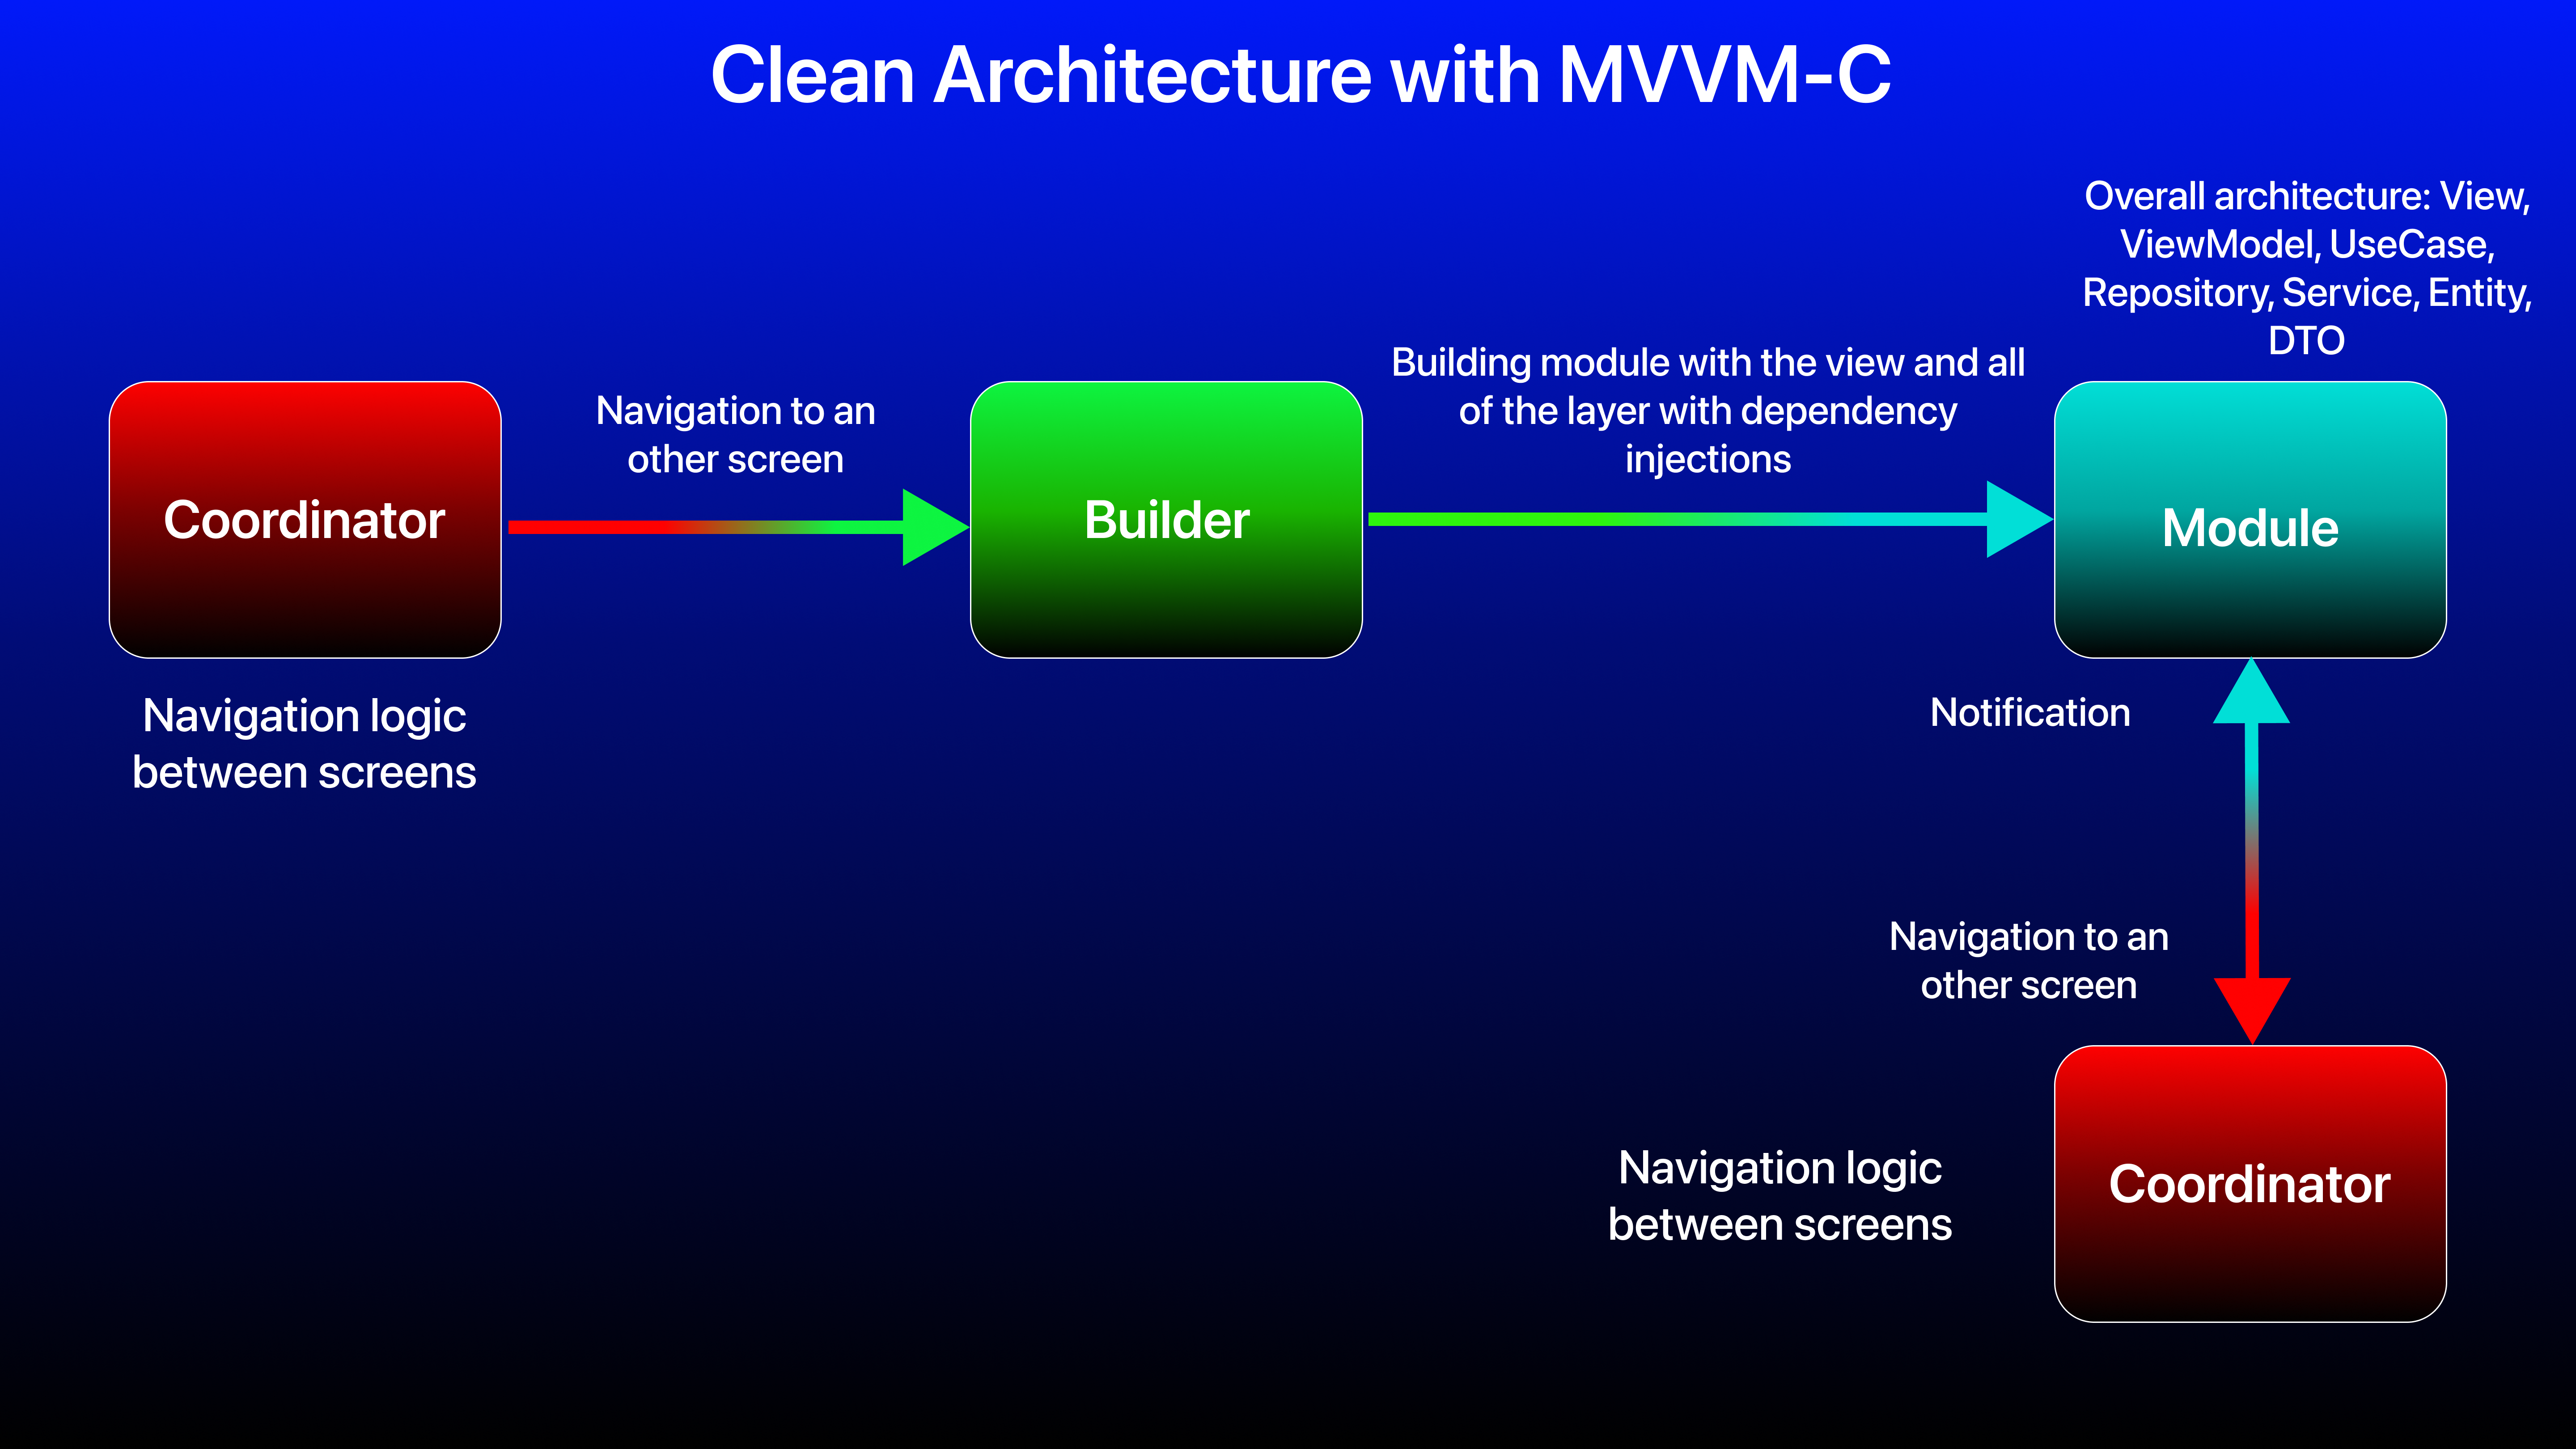 Clean Architecture with MVVM-C
Overall architecture: View,
ViewModel, UseCase,
Repository, Service, Entity,
DTO
Building module with the view and all
of the layer with dependency
injections
Navigation to an
other screen
Coordinator
Builder
Module
Navigation logic
between screens
Notification
Navigation to an
other screen
Navigation logic
between screens
Coordinator